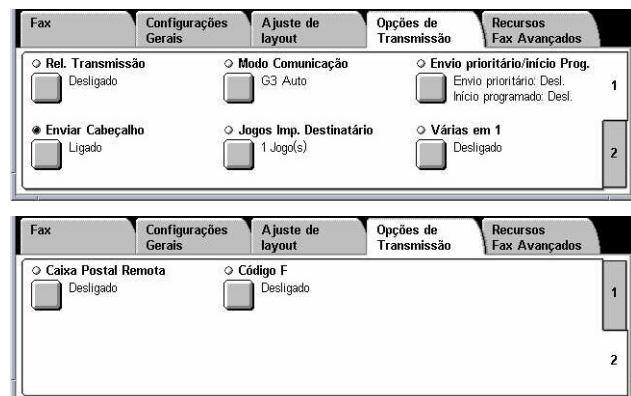 Fax
Configurações Gerais
Ajuste de layout
Opções de Transmissão
Recursos Fax Avançados
Rel. Transmissão
Desligado
Modo Comunicação
G3 Auto
Envio prioritário/início Prog.
Envio prioritário: Desl.
Início programado: Desl.
1
Enviar Cabeçalho
Ligado
Jogos Imp. Destinatário
1 Jogo(s)
Várias em 1
Desligado
2
Fax
Configurações Gerais
Ajuste de layout
Opções de Transmissão
Recursos Fax Avançados
Caixa Postal Remota
Desligado
Código F
Desligado
1
2